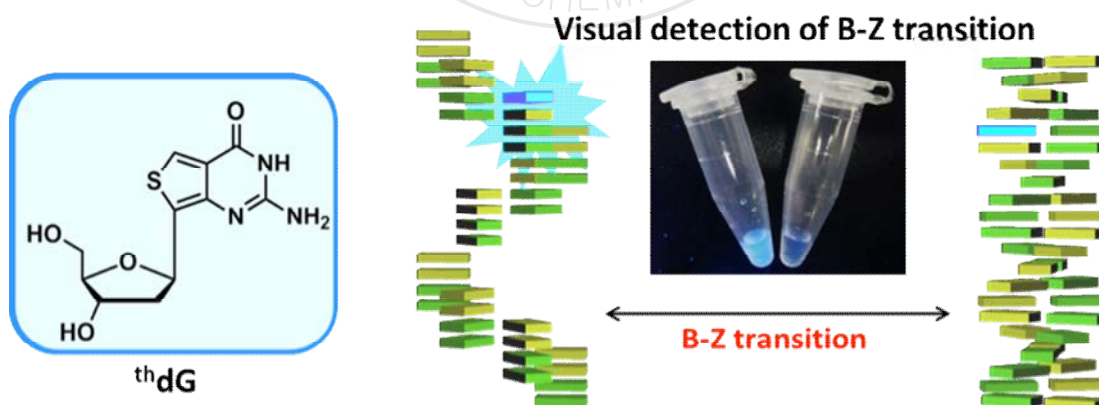 Visual detection of B-Z transition
O
NH
S
N
NH₂
HO
O
HO
ᵗʰdG
B-Z transition